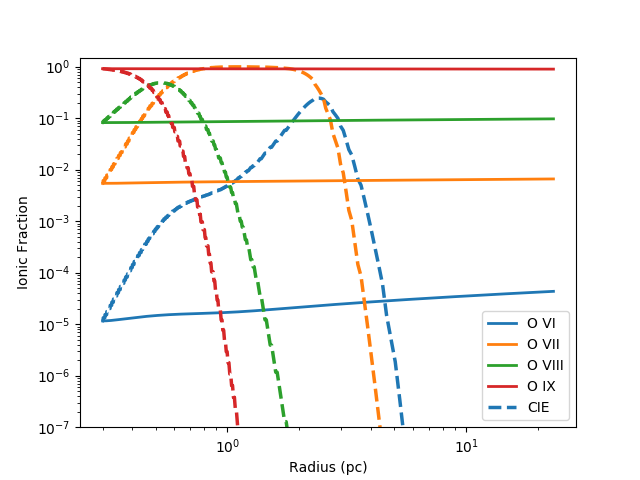 10⁰
10⁻¹
10⁻²
10⁻³
10⁻⁴
10⁻⁵
10⁻⁶
10⁻⁷
Ionic Fraction
O VI
O VII
O VIII
O IX
CIE
10⁰
10¹
Radius (pc)